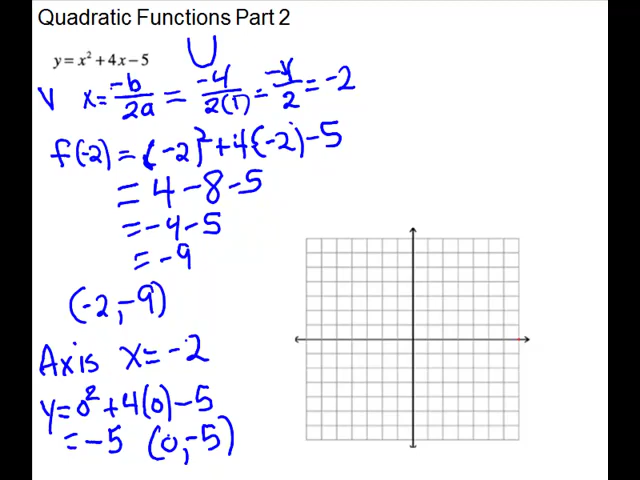 Quadratic Functions Part 2
y = x² + 4x − 5
V x = -b/2a = -4/2(1) = -4/2 = -2
f(-2) = (-2)² + 4(-2) - 5
= 4 - 8 - 5
= -4 - 5
= -9
(-2, -9)
Axis x = -2
y = 0² + 4(0) - 5
= -5 (0, -5)